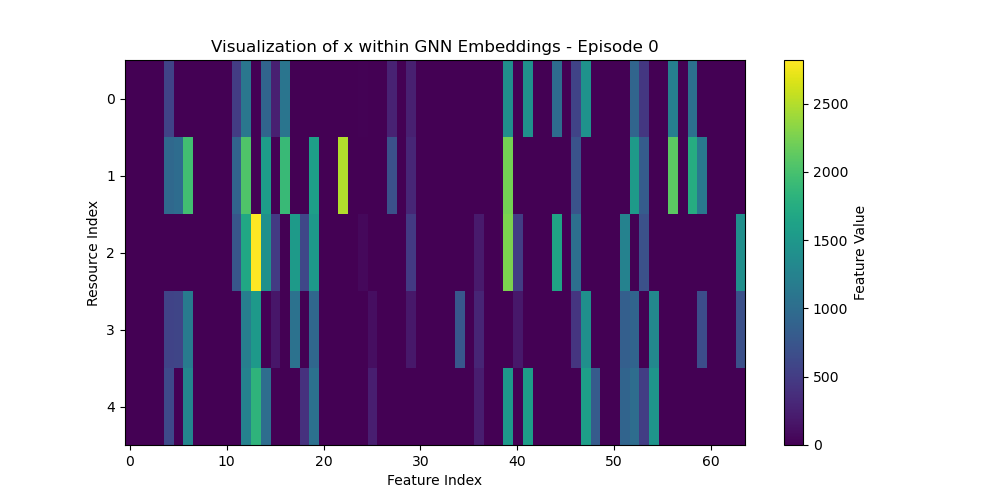 Visualization of x within GNN Embeddings - Episode 0
Resource Index
0
1
2
3
4
0 10 20 30 40 50 60
Feature Index
2500
2000
1500
1000
500
0
Feature Value